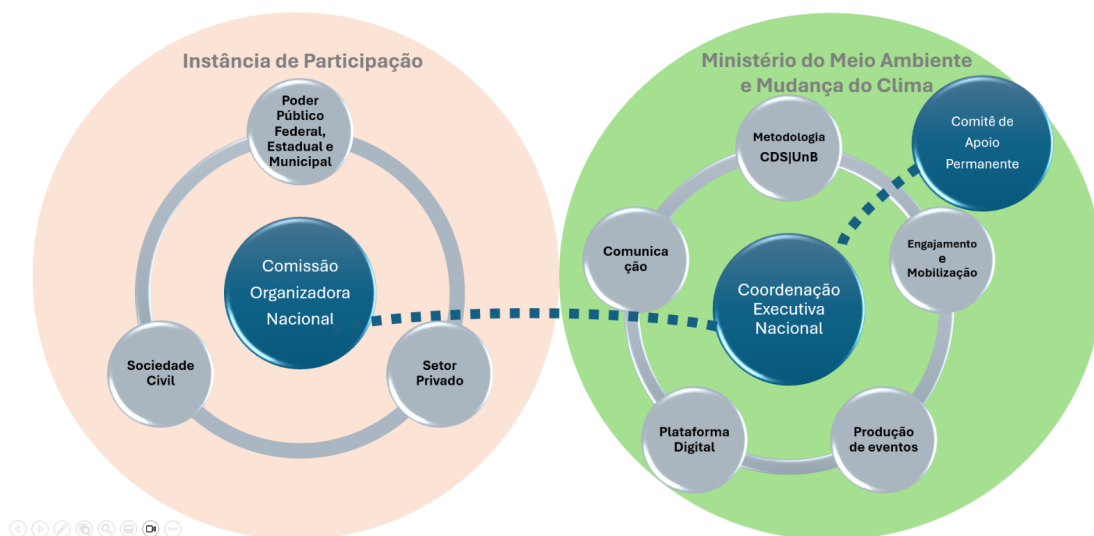 Instância de Participação
Poder
Público
Federal,
Estadual e
Municipal
Comissão
Organizadora
Nacional
Sociedade
Civil
Setor
Privado
Ministério do Meio Ambiente
e Mudança do Clima
Metodologia
CDS|UnB
Comitê de
Apoio
Permanente
Comunica
ção
Engajamento
e
Mobilização
Coordenação
Executiva
Nacional
Plataforma
Digital
Produção
de eventos